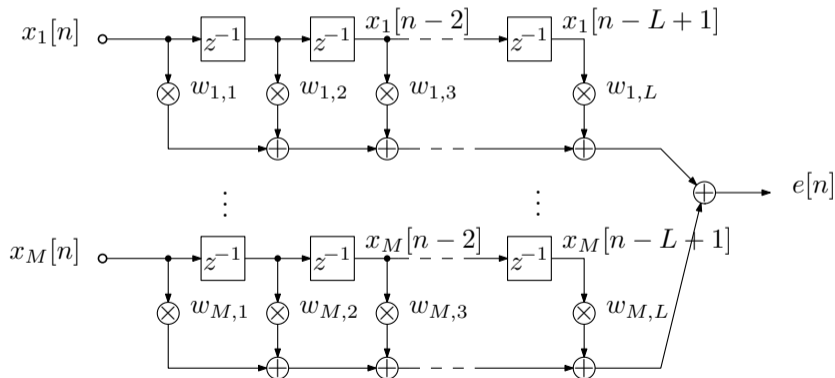 x_1[n] z^{-1} z^{-1} x_1[n − 2] z^{-1} x_1[n − L + 1]
w_{1,1} w_{1,2} w_{1,3} w_{1,L}
e[n]
x_M[n] z^{-1} z^{-1} x_M[n − 2] z^{-1} x_M[n − L + 1]
w_{M,1} w_{M,2} w_{M,3} w_{M,L}